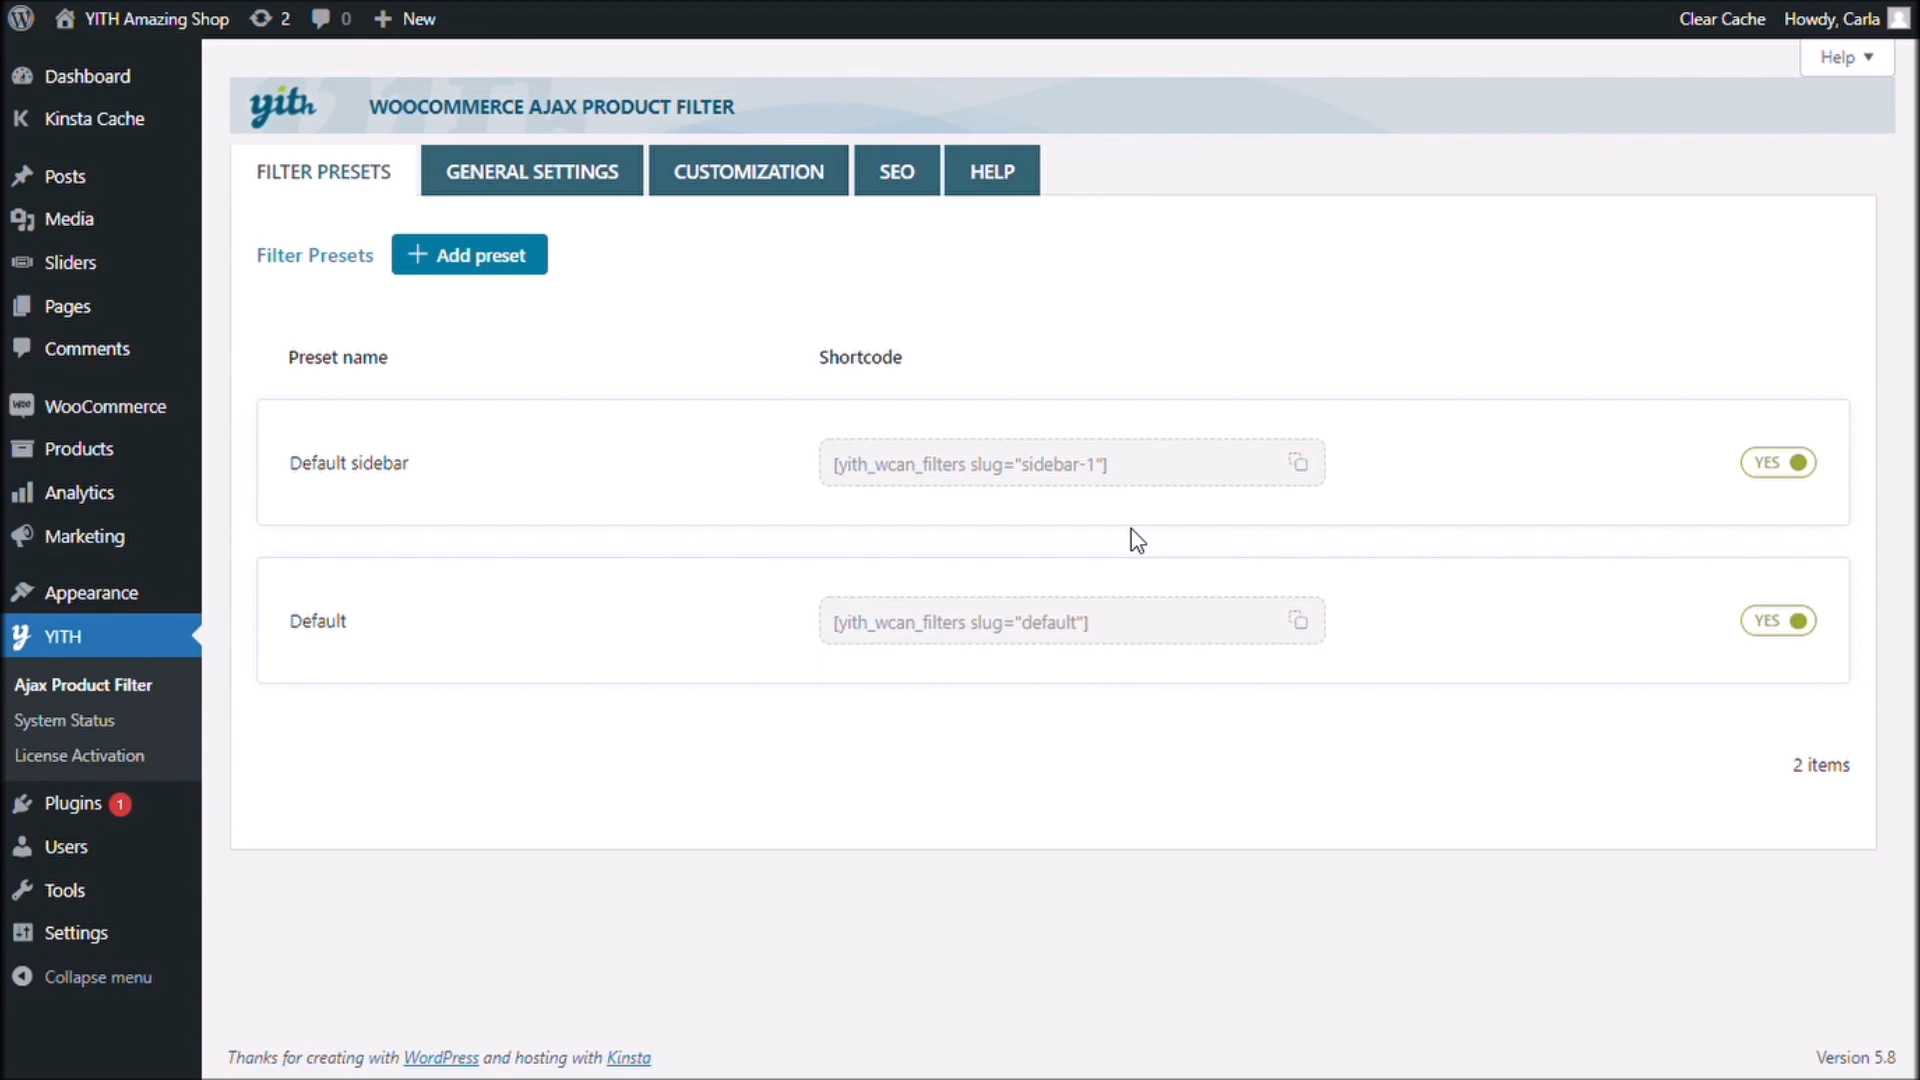 YITH Amazing Shop 2 0 New Clear Cache Howdy, Carla
Help
Dashboard
Kinsta Cache
Posts
Media
Sliders
Pages
Comments
WooCommerce
Products
Analytics
Marketing
Appearance
YITH
Ajax Product Filter
System Status
License Activation
Plugins 1
Users
Tools
Settings
Collapse menu
yith WOOCOMMERCE AJAX PRODUCT FILTER
FILTER PRESETS GENERAL SETTINGS CUSTOMIZATION SEO HELP
Filter Presets + Add preset
Preset name Shortcode
Default sidebar [yith_wcan_filters slug="sidebar-1"] YES
Default [yith_wcan_filters slug="default"] YES
2 items
Thanks for creating with WordPress and hosting with Kinsta Version 5.8